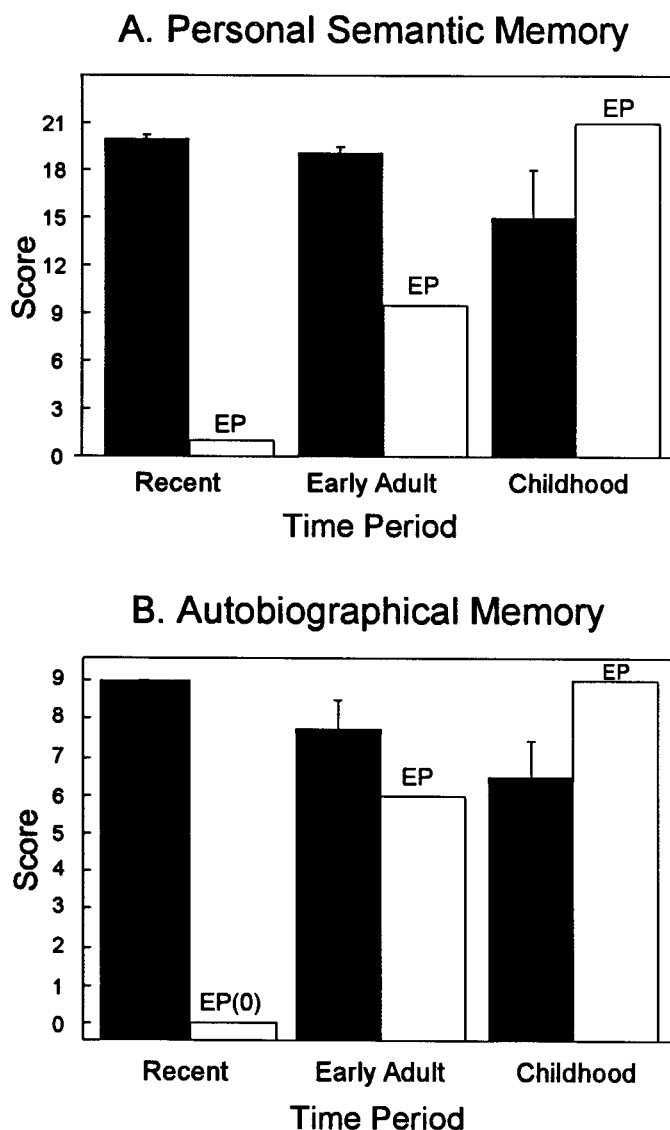 A. Personal Semantic Memory
Score
21
18
15
12
9
6
3
0
EP
EP
EP
Recent
Early Adult
Childhood
Time Period
B. Autobiographical Memory
Score
9
8
7
6
5
4
3
2
1
0
EP(0)
EP
EP
Recent
Early Adult
Childhood
Time Period